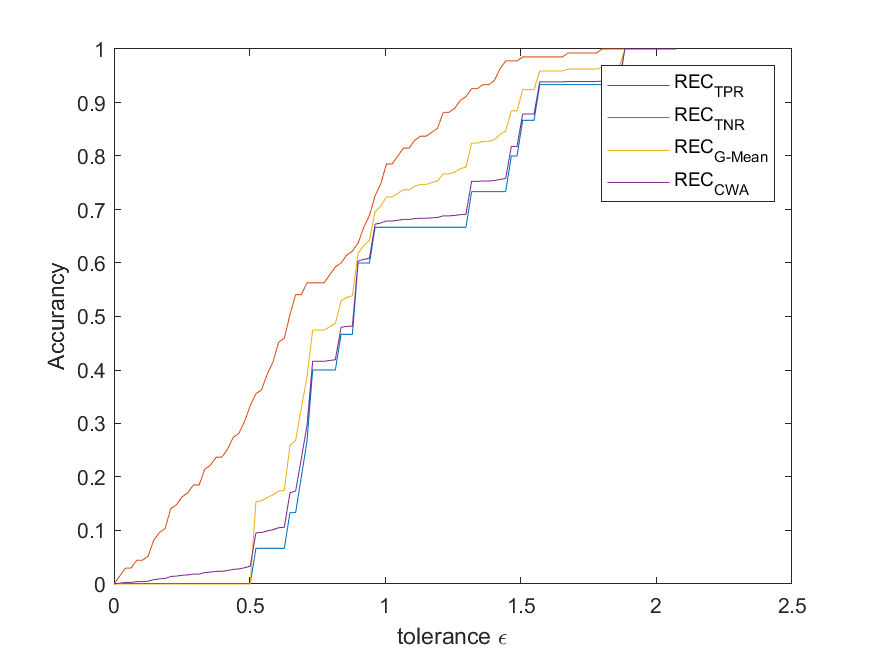 1
0.9
0.8
0.7
0.6
0.5
0.4
0.3
0.2
0.1
0
Accurancy
0 0.5 1 1.5 2 2.5
tolerance ϵ
REC_TPR
REC_TNR
REC_G-Mean
REC_CWA